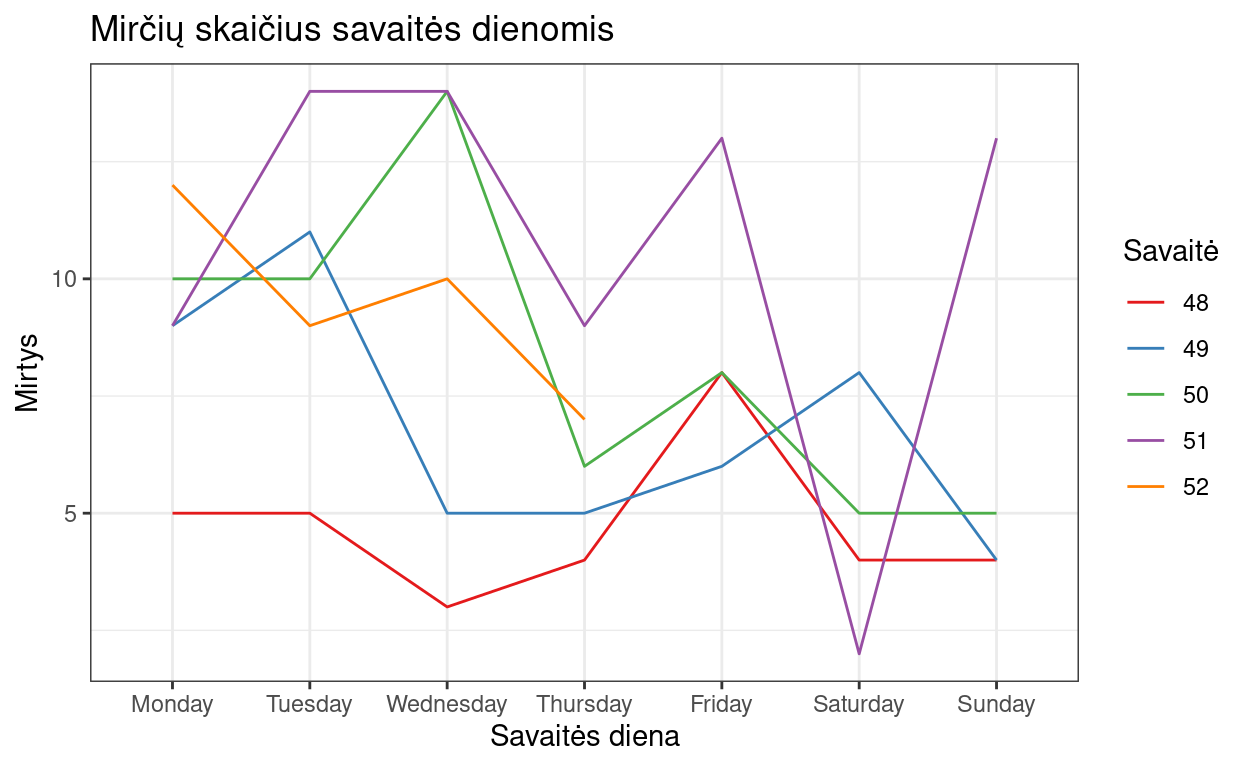 Mirčių skaičius savaitės dienomis
Mirtys
10
5
Monday Tuesday Wednesday Thursday Friday Saturday Sunday
Savaitės diena
Savaitė
48
49
50
51
52